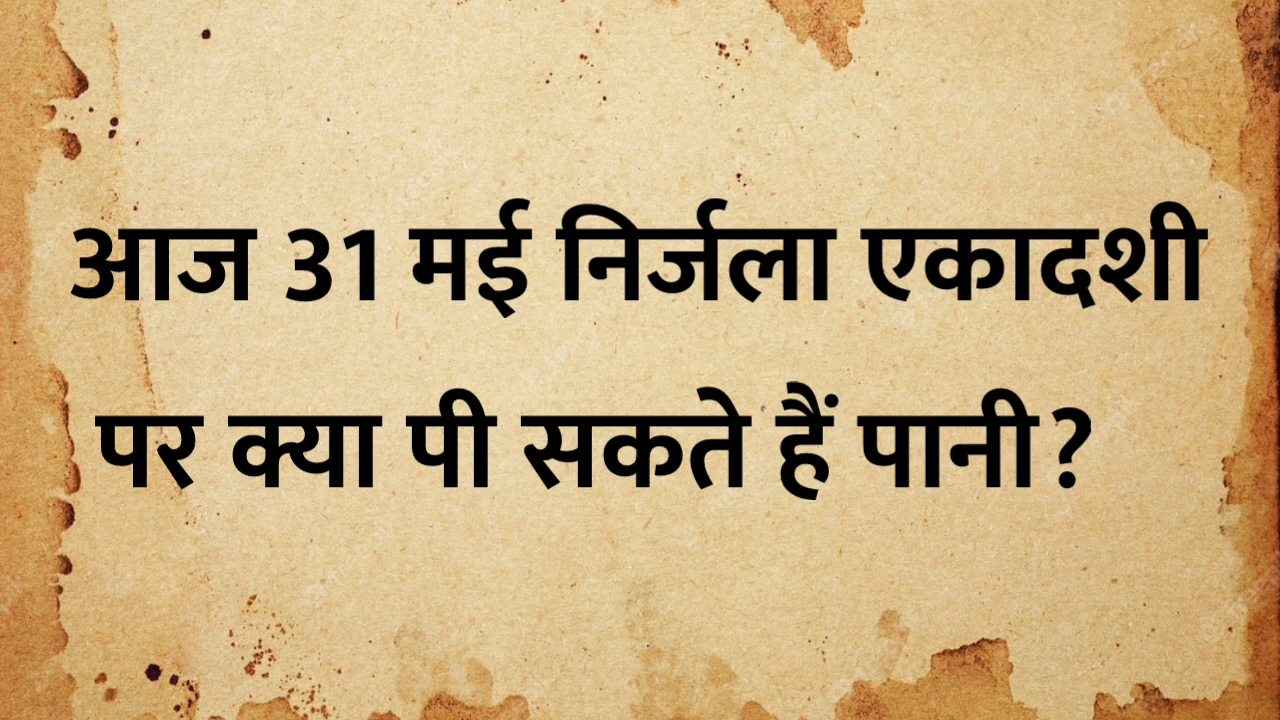 आज 31 मई निर्जला एकादशी
पर क्या पी सकते हैं पानी?